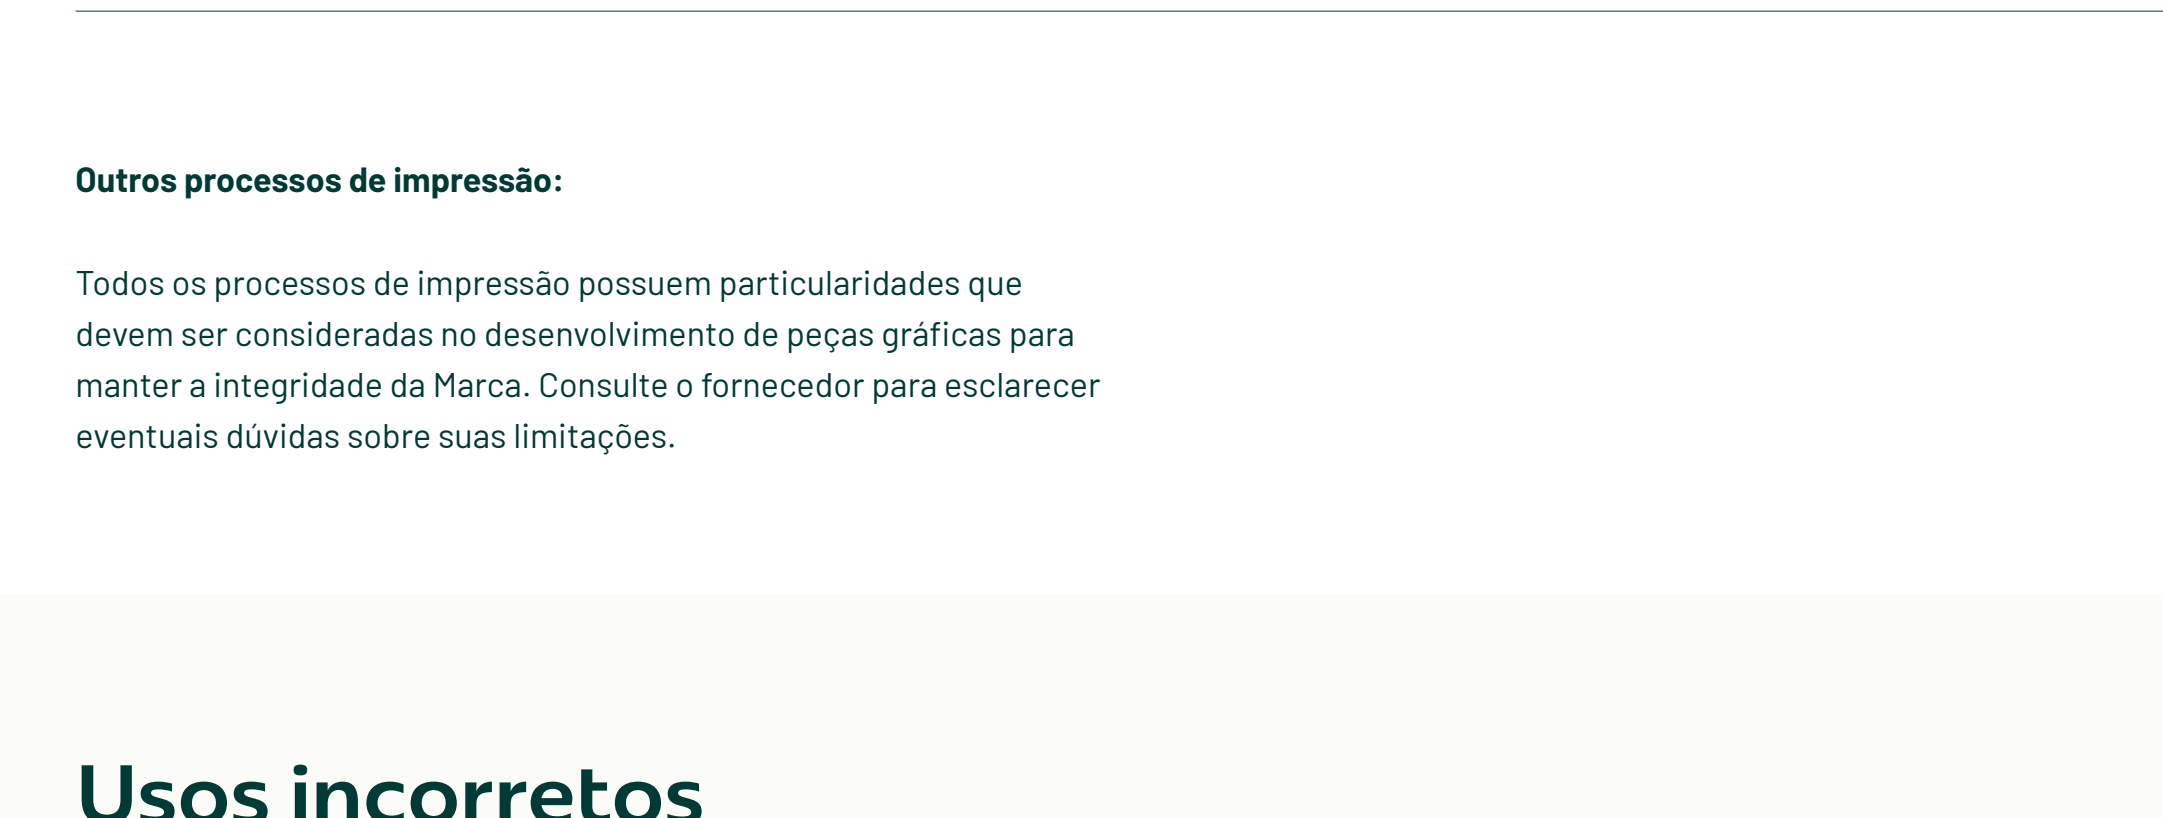 Outros processos de impressão:
Todos os processos de impressão possuem particularidades que
devem ser consideradas no desenvolvimento de peças gráficas para
manter a integridade da Marca. Consulte o fornecedor para esclarecer
eventuais dúvidas sobre suas limitações.
Usos incorretos